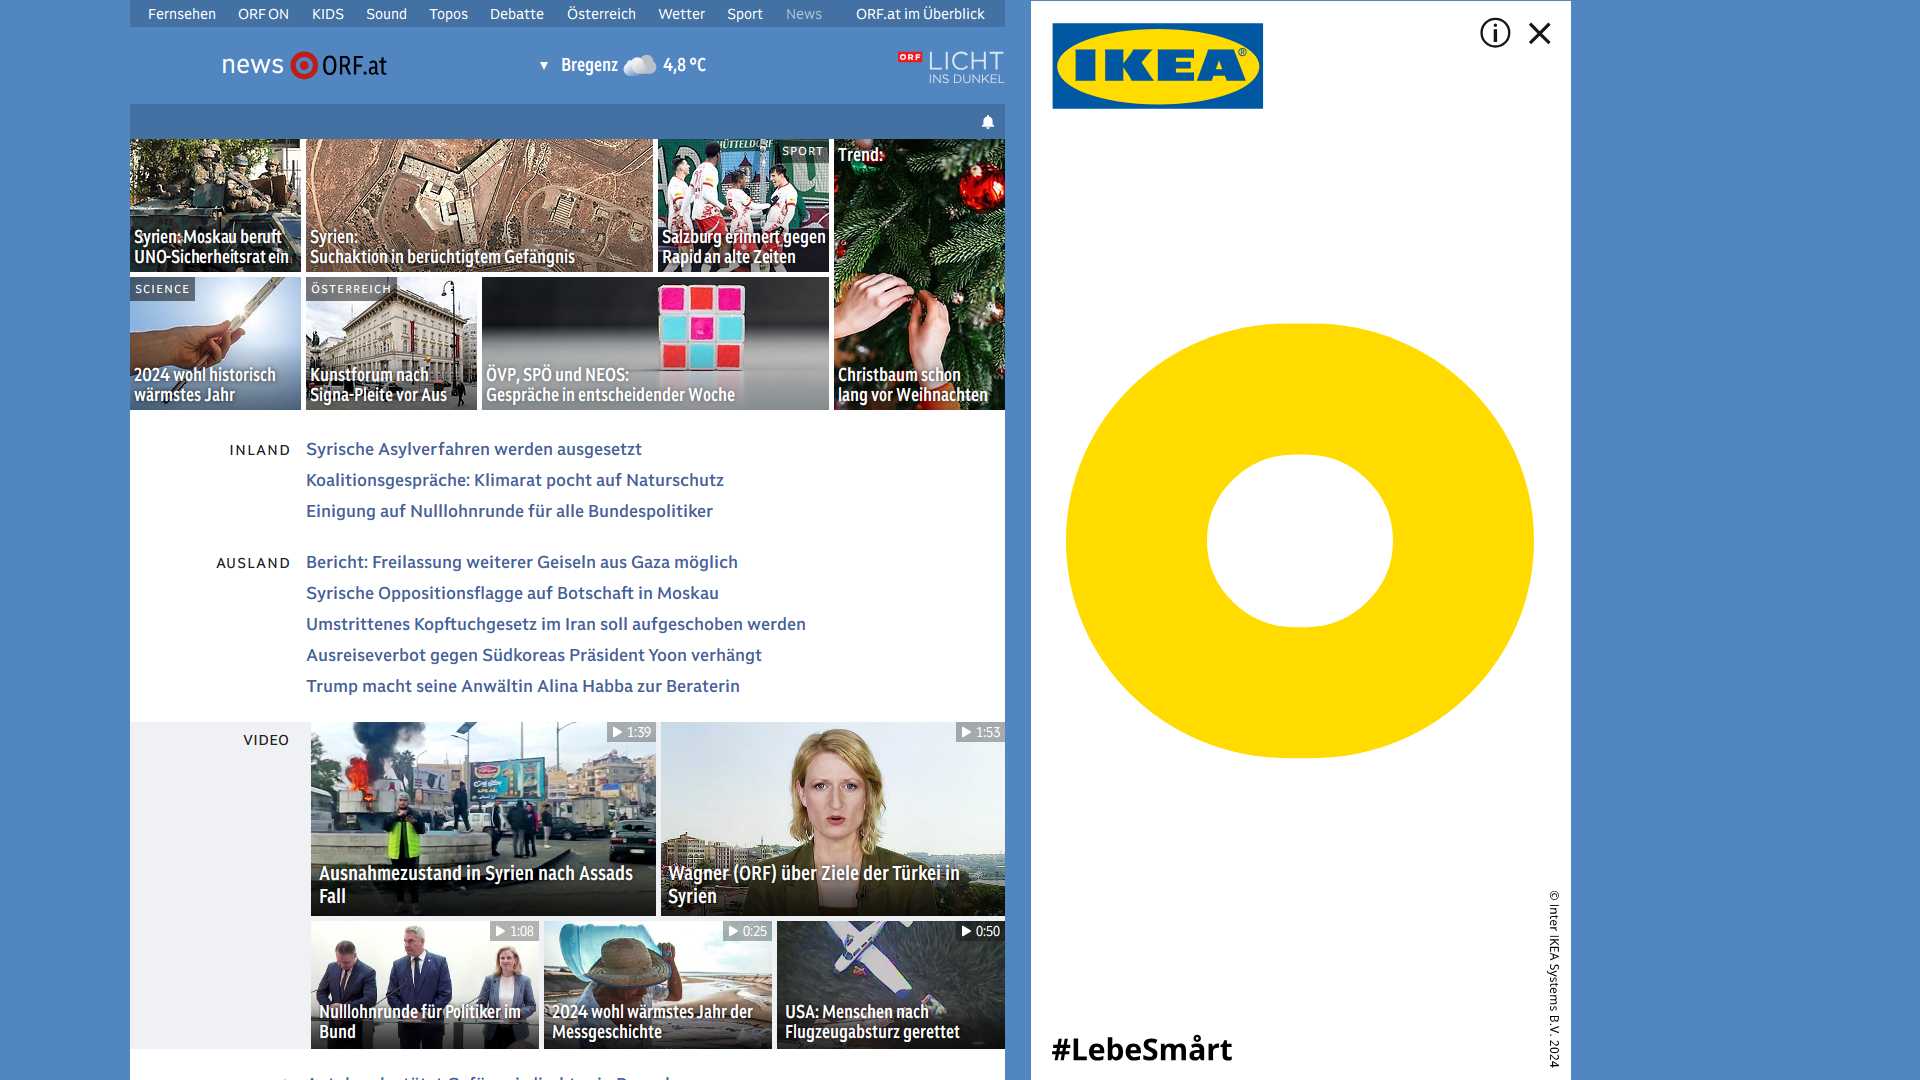 Fernsehen ORF ON KIDS Sound Topos Debatte Österreich Wetter Sport News ORF.at im Überblick
news ORF.at
Bregenz 4,8 °C
ORF LICHT
INS DUNKEL
Syrien: Moskau beruft
UNO-Sicherheitsrat ein
Syrien:
Suchaktion in berüchtigtem Gefängnis
HÜTTELDORF
SPORT
Salzburg erinnert gegen
Rapid an alte Zeiten
Trend:
Christbaum schon
lang vor Weihnachten
SCIENCE
2024 wohl historisch
wärmstes Jahr
ÖSTERREICH
Kunstforum nach
Signa-Pleite vor Aus
ÖVP, SPÖ und NEOS:
Gespräche in entscheidender Woche
INLAND
Syrische Asylverfahren werden ausgesetzt
Koalitionsgespräche: Klimarat pocht auf Naturschutz
Einigung auf Nulllohnrunde für alle Bundespolitiker
AUSLAND
Bericht: Freilassung weiterer Geiseln aus Gaza möglich
Syrische Oppositionsflagge auf Botschaft in Moskau
Umstrittenes Kopftuchgesetz im Iran soll aufgeschoben werden
Ausreiseverbot gegen Südkoreas Präsident Yoon verhängt
Trump macht seine Anwältin Alina Habba zur Beraterin
VIDEO
1:39
Ausnahmezustand in Syrien nach Assads
Fall
1:53
Wagner (ORF) über Ziele der Türkei in
Syrien
1:08
Nulllohnrunde für Politiker im
Bund
0:25
2024 wohl wärmstes Jahr der
Messgeschichte
0:50
USA: Menschen nach
Flugzeugabsturz gerettet
IKEA®
#LebeSmårt
© Inter IKEA Systems B.V. 2024